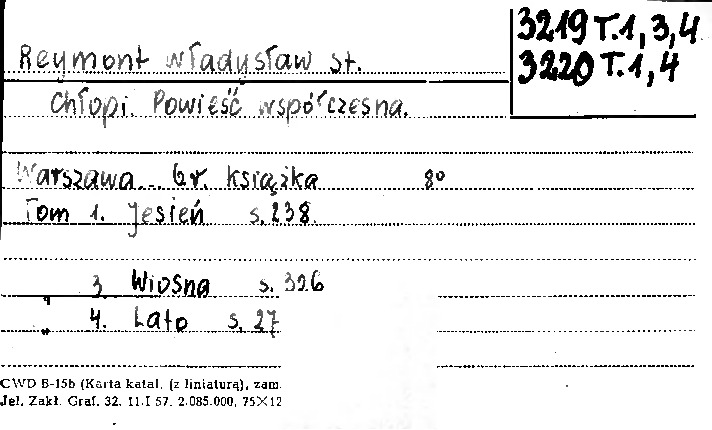 3219 T.1,3,4
3220 T.1,4
Reymont Władysław St.
Chłopi. Powieść współczesna.
Warszawa... Gr. Książka 8º
Tom 1. Jesień s. 238.
3 Wiosna s. 326
" 4. Lato s. 27
CWD B-15b (Karta katal. (z liniaturą), zam.
Jel. Zakł. Graf. 32. 11.I 57. 2.085.000, 75×12